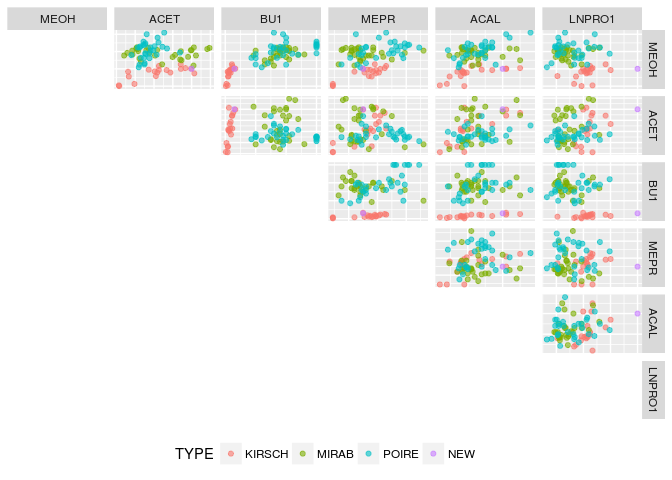 MEOH ACET BU1 MEPR ACAL LNPRO1
MEOH
ACET
BU1
MEPR
ACAL
LNPRO1
TYPE KIRSCH MIRAB POIRE NEW